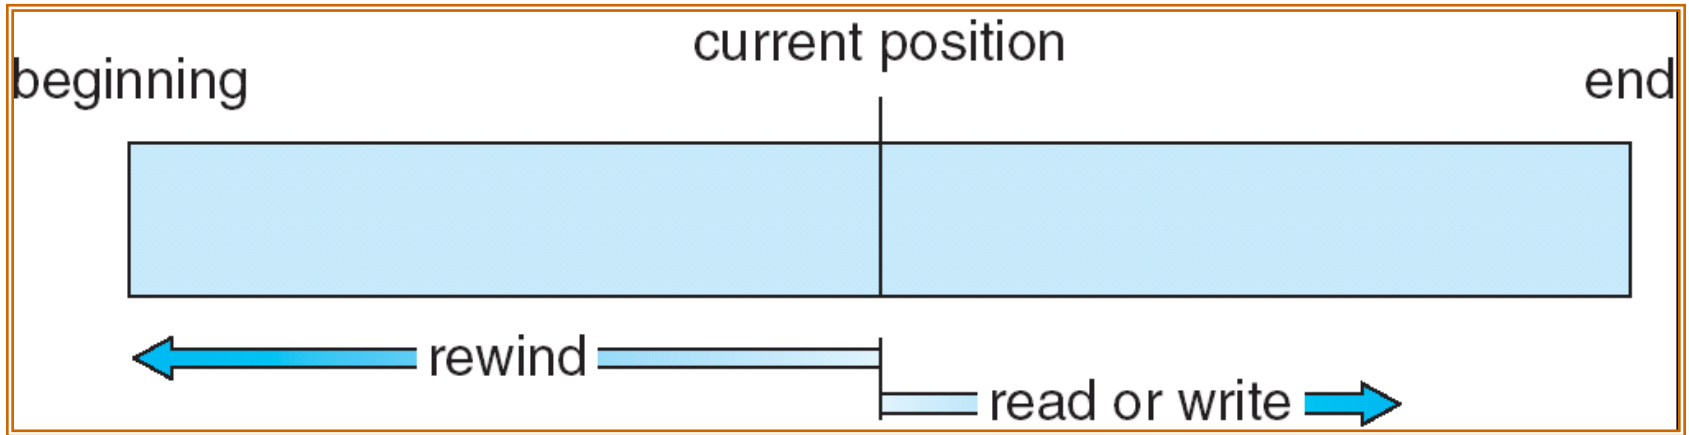 current position
beginning
end
rewind
read or write